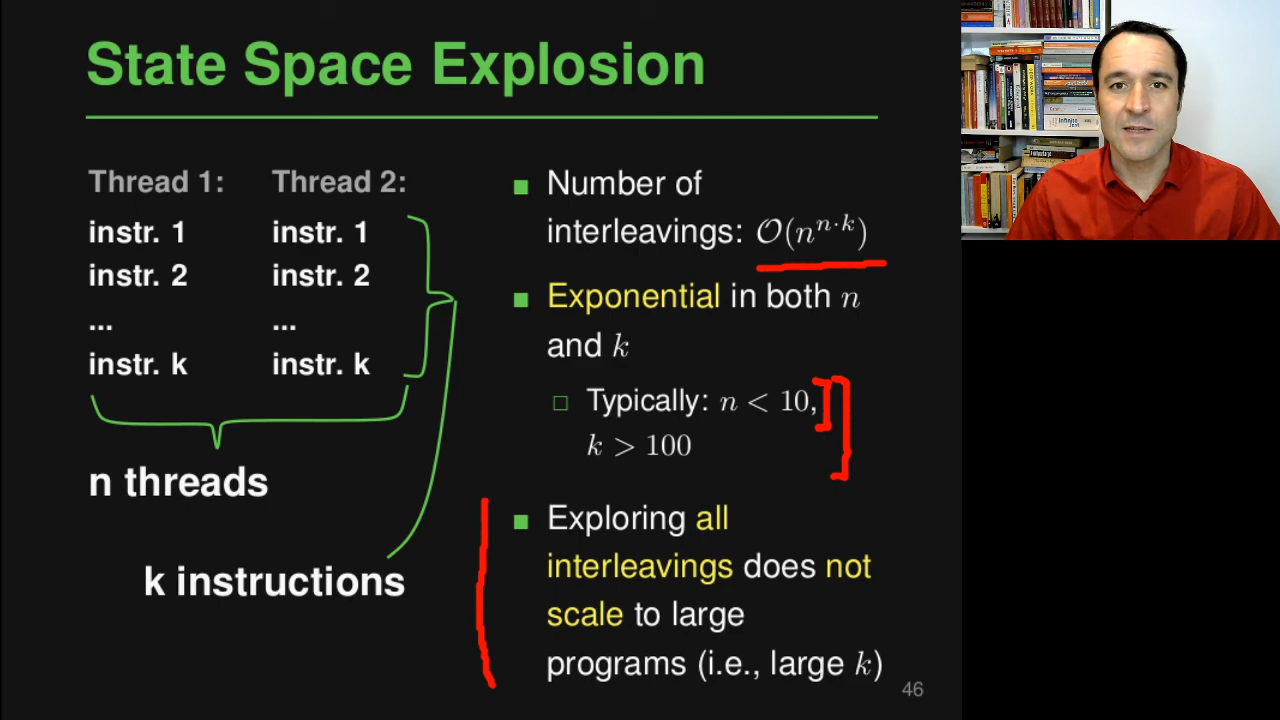 State Space Explosion
Thread 1: Thread 2:
instr. 1 instr. 1
instr. 2 instr. 2
... ...
instr. k instr. k
n threads
k instructions
■ Number of
interleavings: 𝒪(n^{n·k})
■ Exponential in both n
and k
□ Typically: n < 10,
k > 100
■ Exploring all
interleavings does not
scale to large
programs (i.e., large k)
46
Infinite
Jest